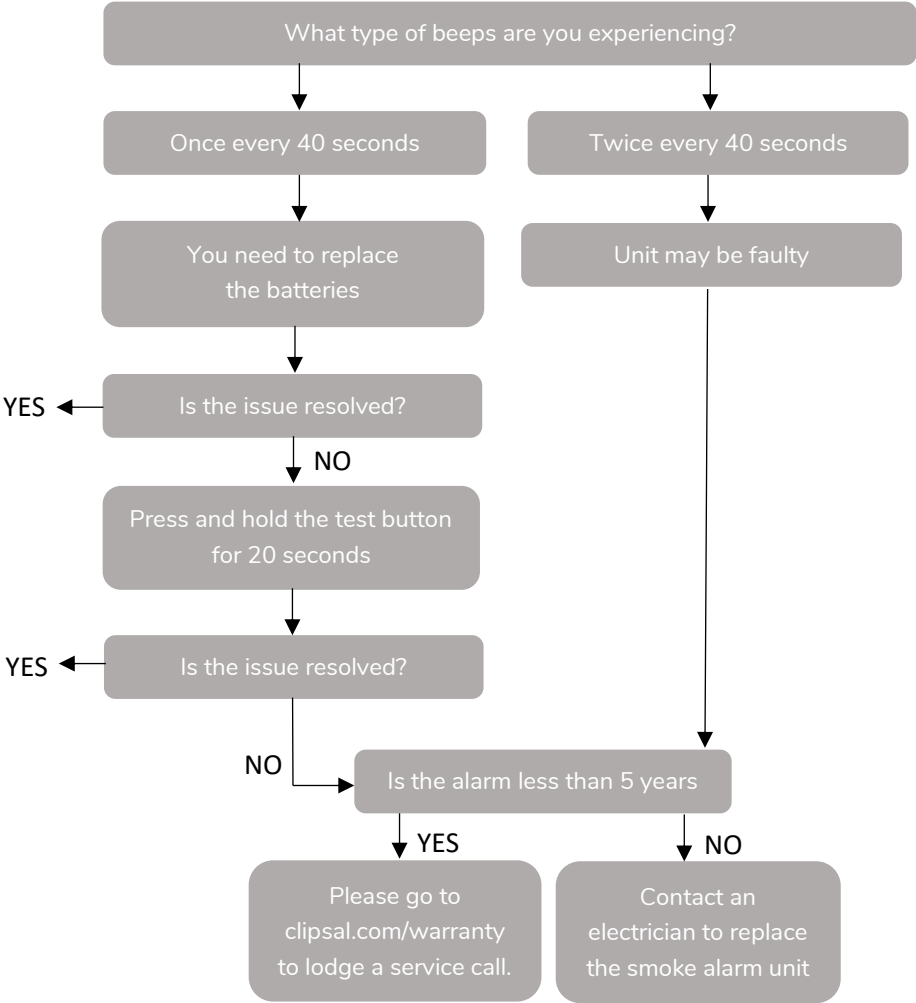 What type of beeps are you experiencing?
Once every 40 seconds
Twice every 40 seconds
You need to replace
the batteries
Unit may be faulty
Is the issue resolved?
YES
NO
Press and hold the test button
for 20 seconds
Is the issue resolved?
YES
NO
Is the alarm less than 5 years
YES
NO
Please go to
clipsal.com/warranty
to lodge a service call.
Contact an
electrician to replace
the smoke alarm unit